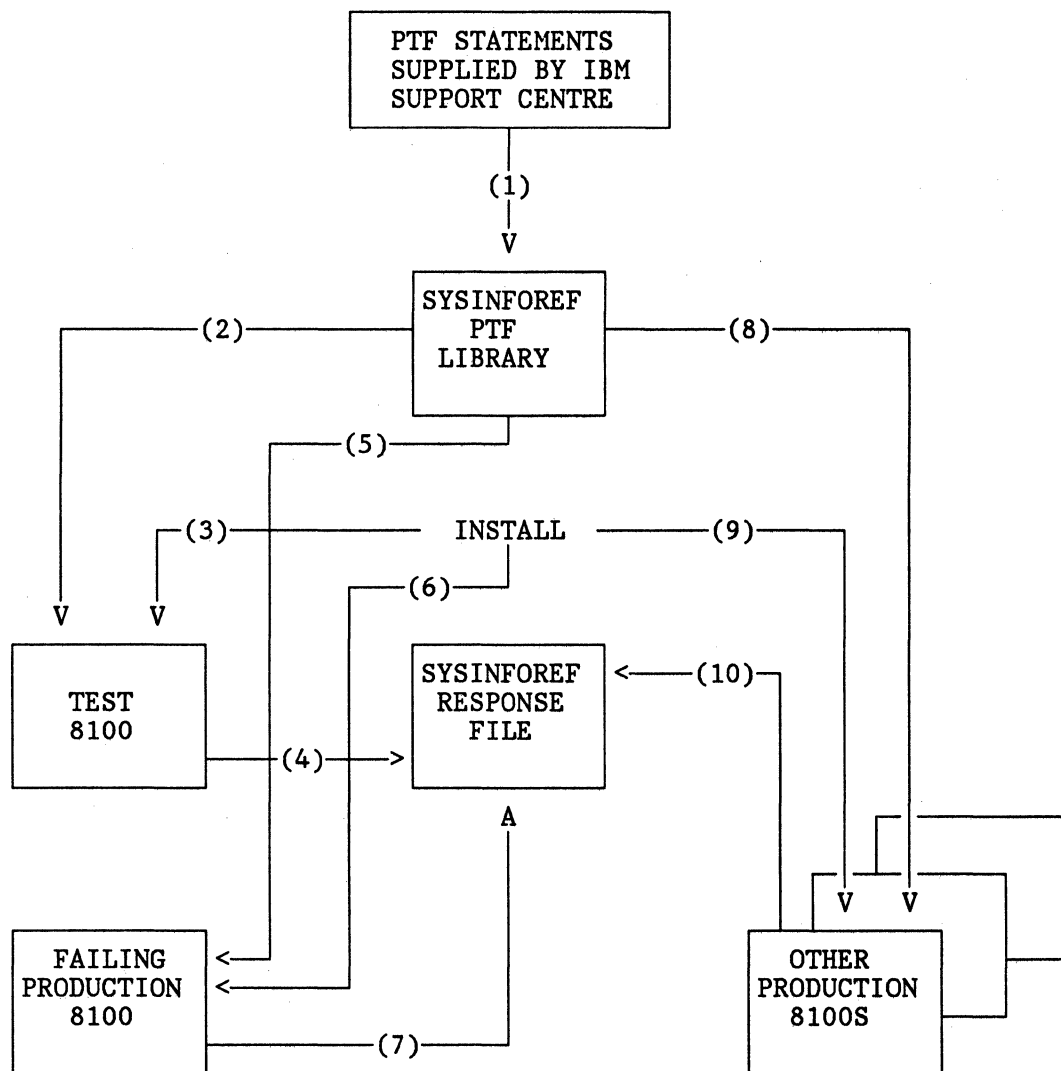 PTF STATEMENTS
SUPPLIED BY IBM
SUPPORT CENTRE
(1)
V
SYSINFOREF
PTF
LIBRARY
(2)
(8)
(5)
(3)
INSTALL
(9)
(6)
V V
TEST
8100
SYSINFOREF
RESPONSE
FILE
<
(10)
(4)
>
A
V V
FAILING
PRODUCTION
8100
<
<
OTHER
PRODUCTION
8100S
(7)